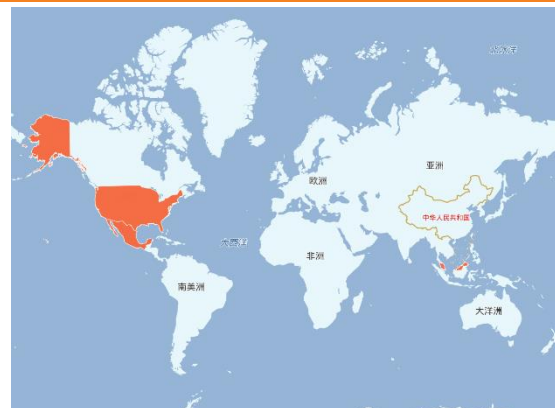 北冰洋
亚洲
欧洲
中华人民共和国
大西洋
非洲
南美洲
大洋洲